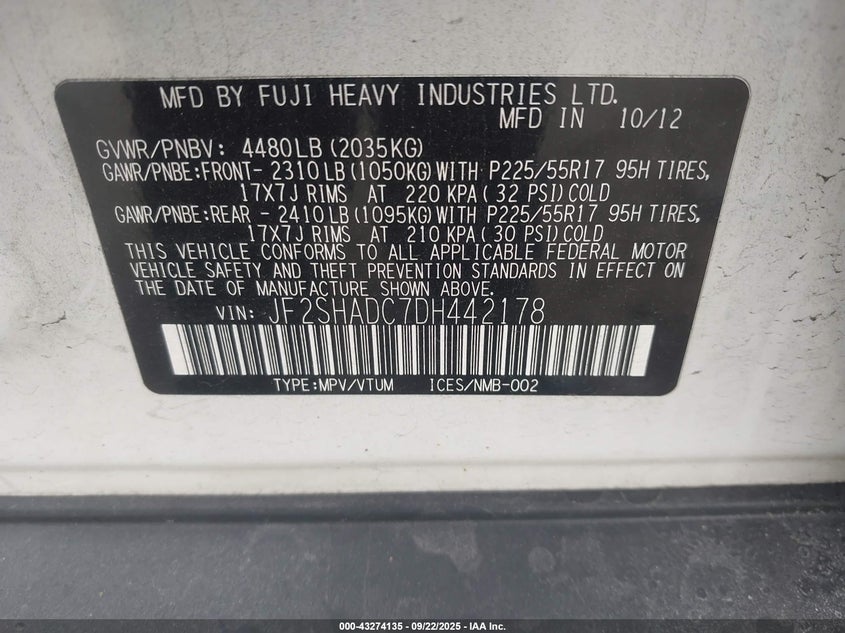 MFD BY FUJI HEAVY INDUSTRIES LTD.
MFD IN 10/12
GVWR/PNBV: 4480LB(2035KG)
GAWR/PNBE:FRONT- 2310LB(1050KG)WITH P225/55R17 95H TIRES,
17X7J RIMS AT 220 KPA( 32 PSI)COLD
GAWR/PNBE:REAR - 2410LB(1095KG)WITH P225/55R17 95H TIRES,
17X7J RIMS AT 210 KPA( 30 PSI)COLD
THIS VEHICLE CONFORMS TO ALL APPLICABLE FEDERAL MOTOR
VEHICLE SAFETY AND THEFT PREVENTION STANDARDS IN EFFECT ON
THE DATE OF MANUFACTURE SHOWN ABOVE.
VIN: JF2SHADC7DH442178
TYPE:MPV/VTUM ICES/NMB-002
000-43274135 - 09/22/2025 - IAA Inc.